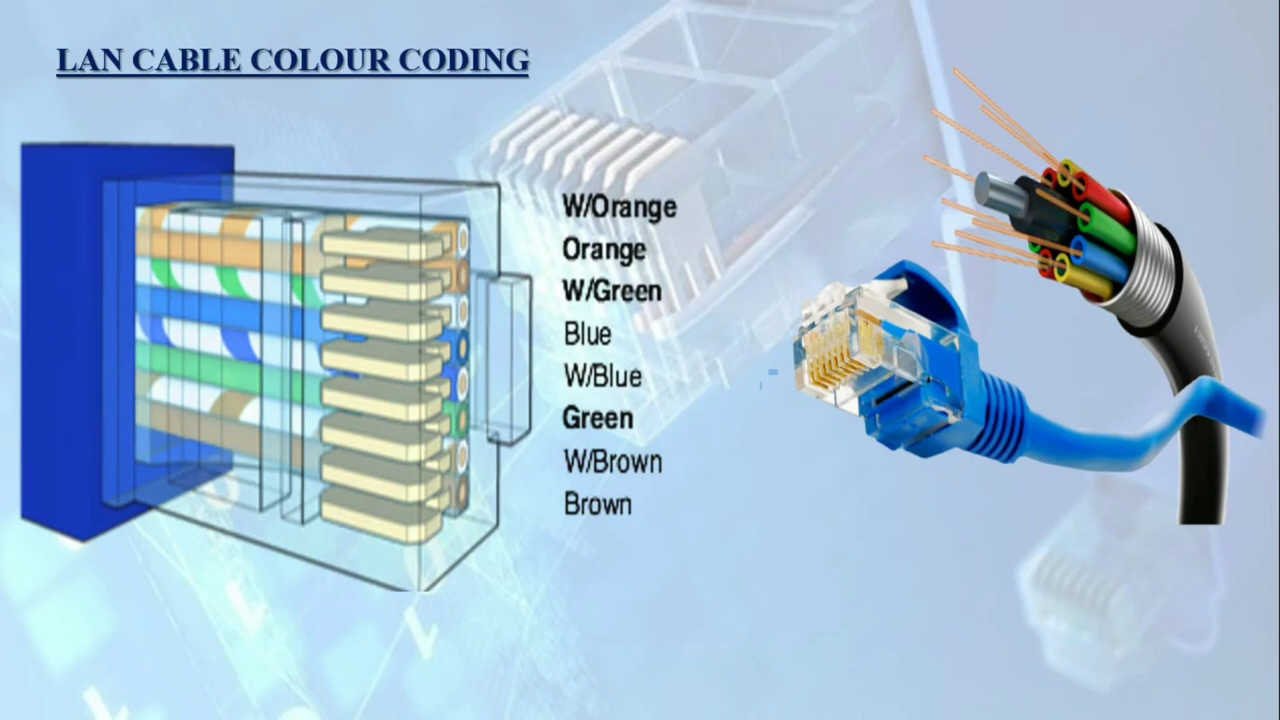 LAN CABLE COLOUR CODING
W/Orange
Orange
W/Green
Blue
W/Blue
Green
W/Brown
Brown